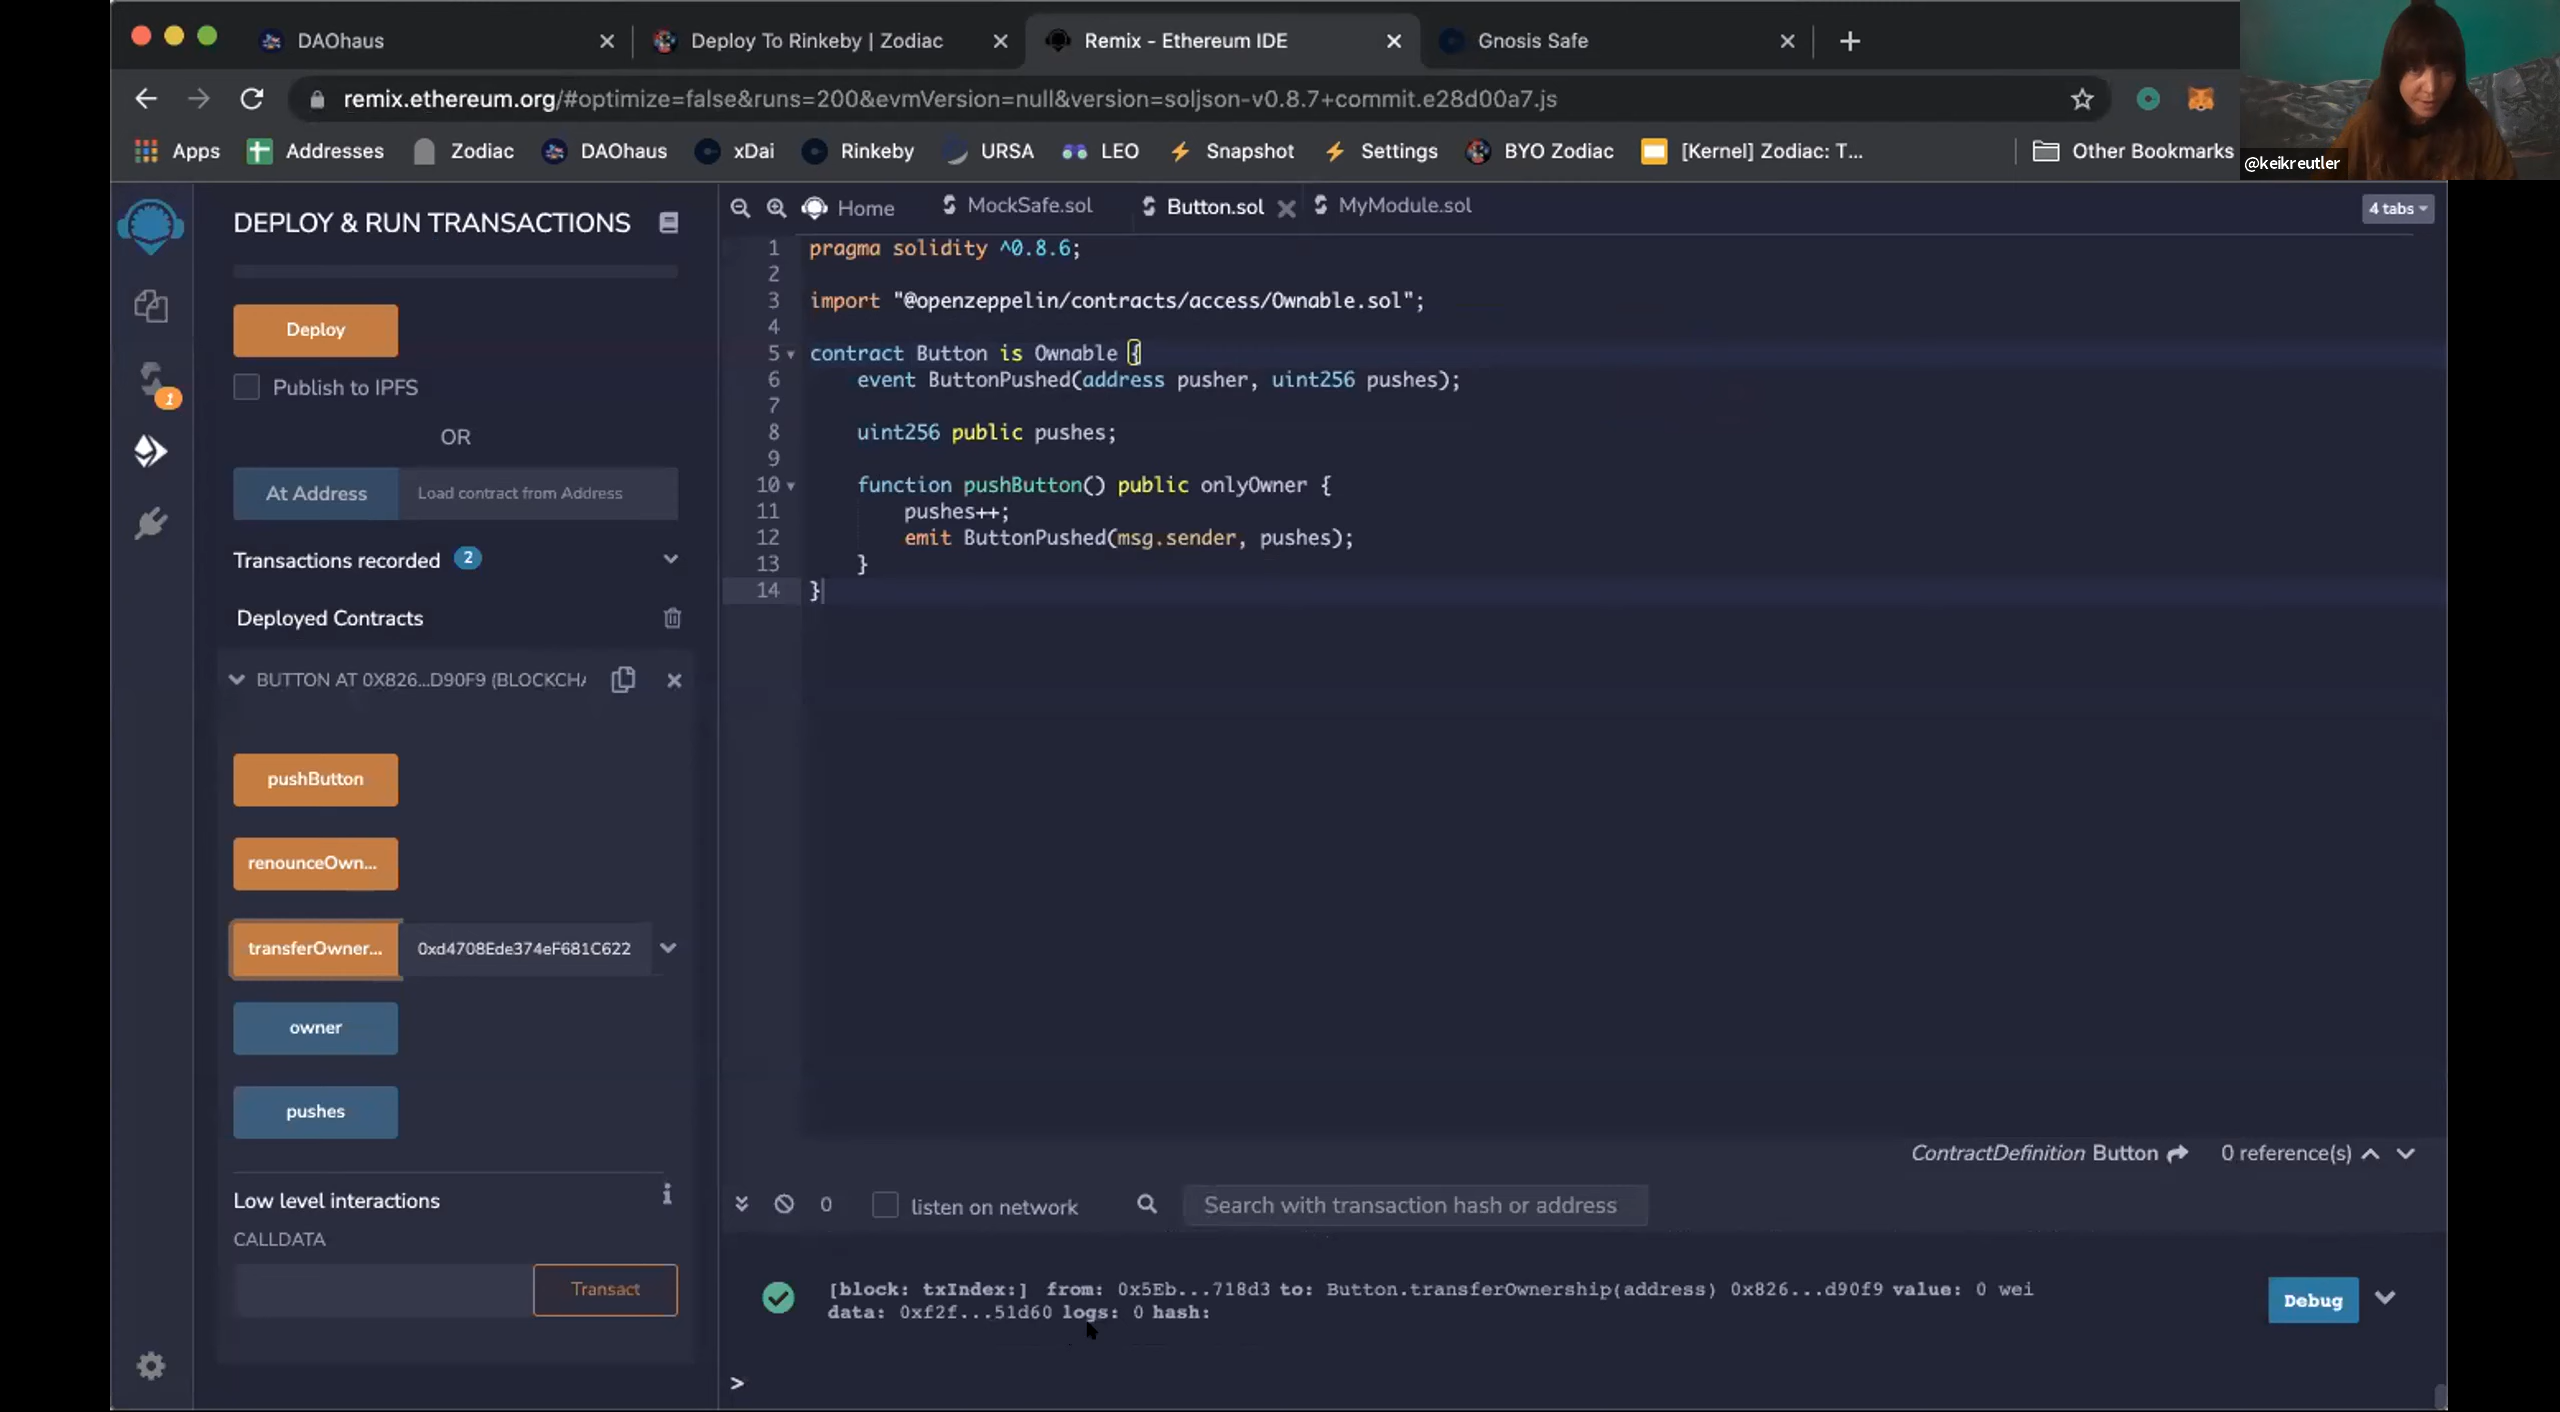 DAOhaus
Deploy To Rinkeby | Zodiac
Remix - Ethereum IDE
Gnosis Safe
remix.ethereum.org/#optimize=false&runs=200&evmVersion=null&version=soljson-v0.8.7+commit.e28d00a7.js
Apps
Addresses
Zodiac
DAOhaus
xDai
Rinkeby
URSA
LEO
Snapshot
Settings
BYO Zodiac
[Kernel] Zodiac: T...
Other Bookmarks
@keikreutler
DEPLOY & RUN TRANSACTIONS
Deploy
Publish to IPFS
OR
At Address
Load contract from Address
Transactions recorded 2
Deployed Contracts
BUTTON AT 0X826...D90F9 (BLOCKCHA
pushButton
renounceOwn...
transferOwner...
0xd4708Ede374eF681C622
owner
pushes
Low level interactions
CALLDATA
Transact
1
Home
MockSafe.sol
Button.sol
MyModule.sol
4 tabs
1 pragma solidity ^0.8.6;
2
3 import "@openzeppelin/contracts/access/Ownable.sol";
4
5 contract Button is Ownable {
6 event ButtonPushed(address pusher, uint256 pushes);
7
8 uint256 public pushes;
9
10 function pushButton() public onlyOwner {
11 pushes++;
12 emit ButtonPushed(msg.sender, pushes);
13 }
14 }
ContractDefinition Button
0 reference(s)
0
listen on network
Search with transaction hash or address
[block: txIndex:] from: 0x5Eb...718d3 to: Button.transferOwnership(address) 0x826...d90f9 value: 0 wei
data: 0xf2f...51d60 logs: 0 hash:
Debug
>